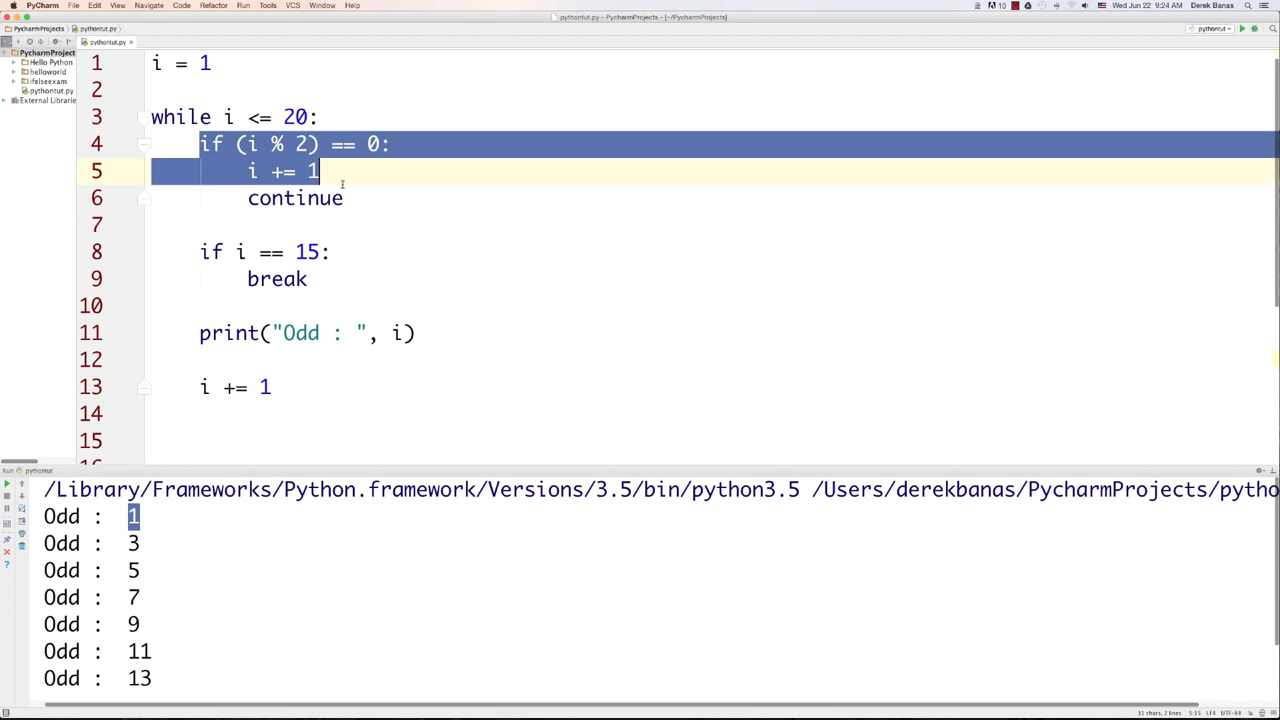 PyCharm File Edit View Navigate Code Refactor Run Tools VCS Window Help
10 Wed Jun 22 9:24 AM Derek Banas
pythontut.py - PycharmProjects - [~/PycharmProjects]
PycharmProjects pythontut.py
pythontut
pythontut.py
PycharmProject
Hello Python
helloworld
ifelseexam
pythontut.py
External Librarie
1 i = 1
2
3 while i <= 20:
4 if (i % 2) == 0:
5 i += 1
6 continue
7
8 if i == 15:
9 break
10
11 print("Odd : ", i)
12
13 i += 1
14
15
16
Run pythontut
/Library/Frameworks/Python.framework/Versions/3.5/bin/python3.5 /Users/derekbanas/PycharmProjects/pytho
Odd : 1
Odd : 3
Odd : 5
Odd : 7
Odd : 9
Odd : 11
Odd : 13
31 chars, 2 lines 5:15 LF÷ UTF-8÷